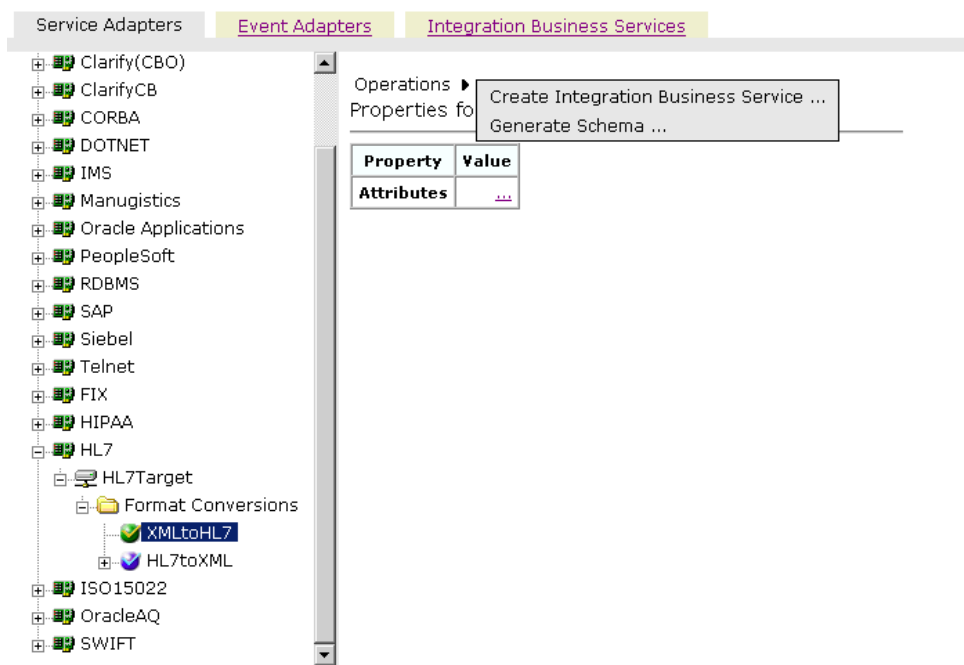 Service Adapters Event Adapters Integration Business Services
Clarify(CBO)
ClarifyCB
CORBA
DOTNET
IMS
Manugistics
Oracle Applications
PeopleSoft
RDBMS
SAP
Siebel
Telnet
FIX
HIPAA
HL7
HL7Target
Format Conversions
XMLtoHL7
HL7toXML
ISO15022
OracleAQ
SWIFT
Operations
Properties fo
Create Integration Business Service ...
Generate Schema ...
Property Value
Attributes ...